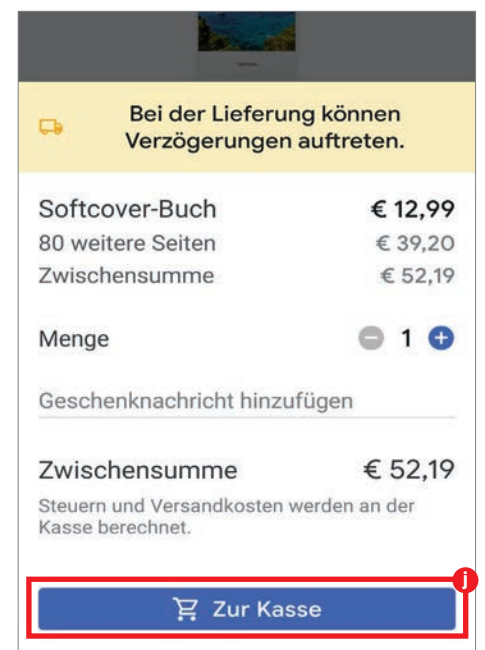 Bei der Lieferung können
Verzögerungen auftreten.
Softcover-Buch € 12,99
80 weitere Seiten € 39,20
Zwischensumme € 52,19
Menge 1
Geschenknachricht hinzufügen
Zwischensumme € 52,19
Steuern und Versandkosten werden an der
Kasse berechnet.
j
Zur Kasse